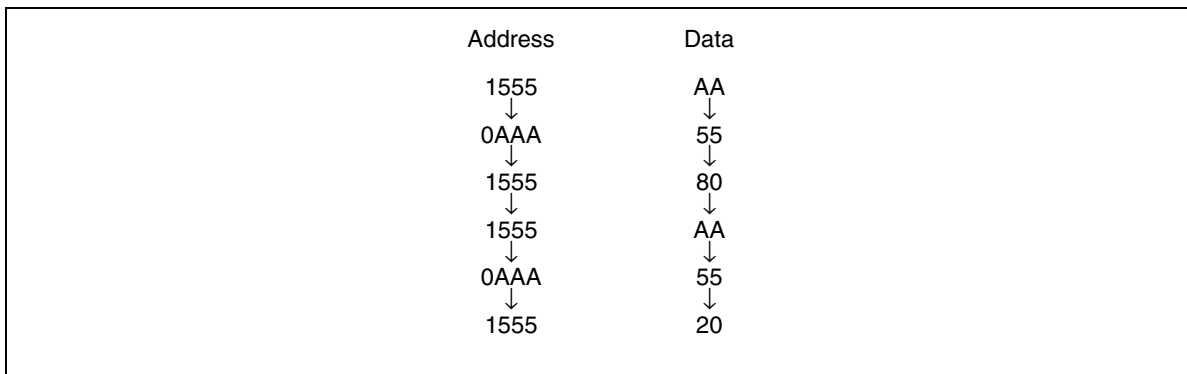 Address Data
1555 AA
↓ ↓
0AAA 55
↓ ↓
1555 80
↓ ↓
1555 AA
↓ ↓
0AAA 55
↓ ↓
1555 20